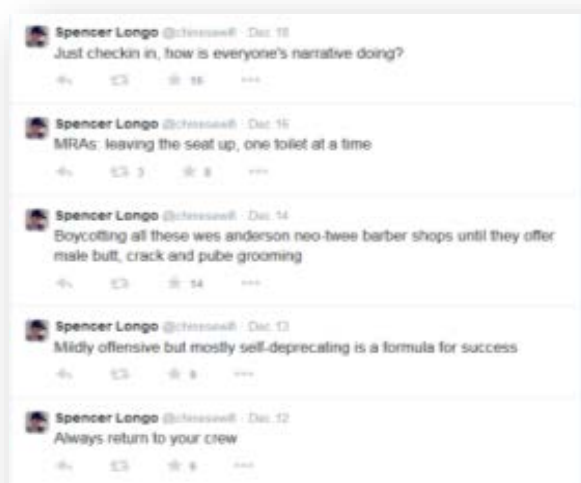 Spencer Longo Dec 18
Just checkin in, how is everyone's narrative doing?
16
Spencer Longo Dec 16
MRAs: leaving the seat up, one toilet at a time
3 8
Spencer Longo Dec 14
Boycotting all these wes anderson neo-twee barber shops until they offer
male butt, crack and pube grooming
14
Spencer Longo Dec 13
Mildly offensive but mostly self-deprecating is a formula for success
Spencer Longo Dec 12
Always return to your crew